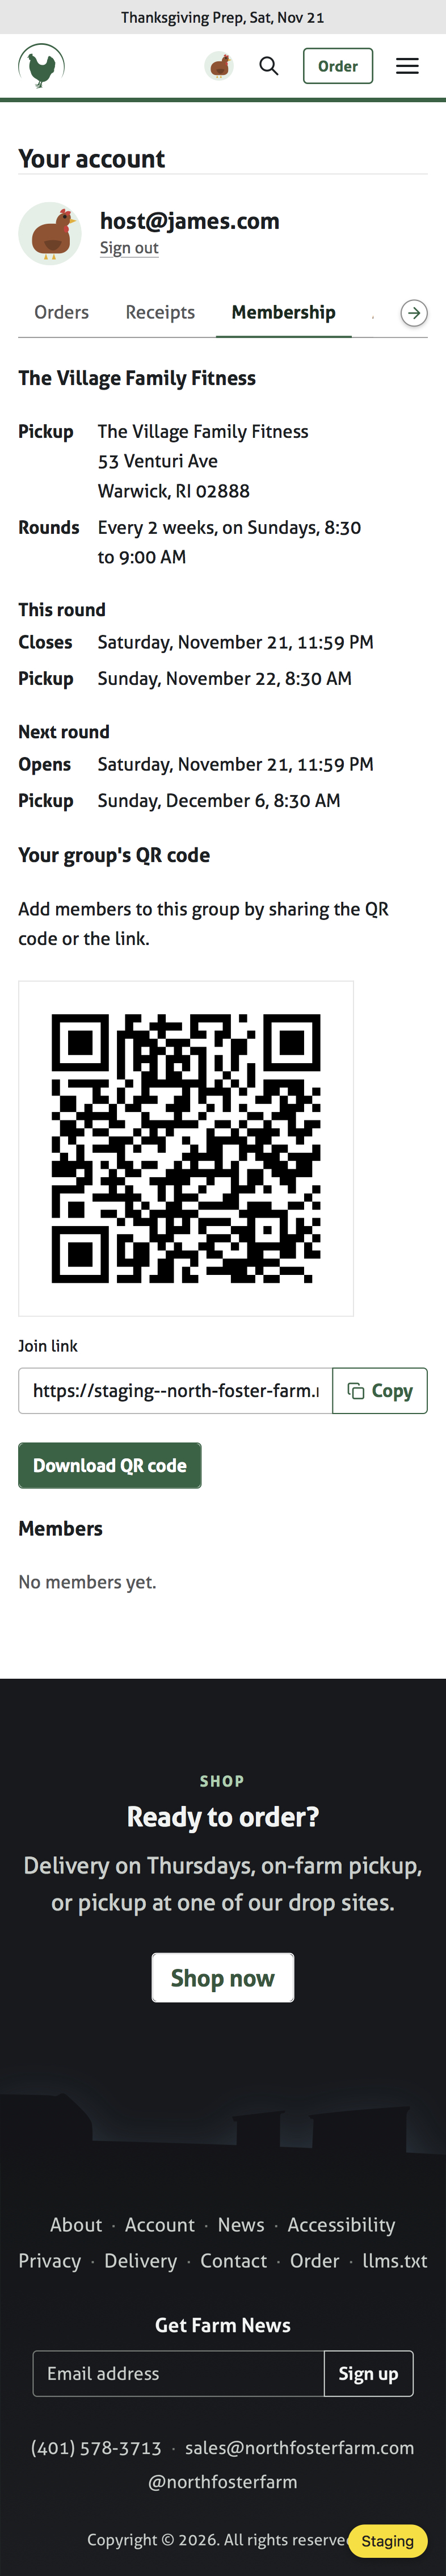 Thanksgiving Prep, Sat, Nov 21
Order
Your account
host@james.com
Sign out
Orders Receipts Membership
The Village Family Fitness
Pickup The Village Family Fitness
53 Venturi Ave
Warwick, RI 02888
Rounds Every 2 weeks, on Sundays, 8:30
to 9:00 AM
This round
Closes Saturday, November 21, 11:59 PM
Pickup Sunday, November 22, 8:30 AM
Next round
Opens Saturday, November 21, 11:59 PM
Pickup Sunday, December 6, 8:30 AM
Your group's QR code
Add members to this group by sharing the QR
code or the link.
Join link
https://staging--north-foster-farm. Copy
Download QR code
Members
No members yet.
SHOP
Ready to order?
Delivery on Thursdays, on-farm pickup,
or pickup at one of our drop sites.
Shop now
About · Account · News · Accessibility
Privacy · Delivery · Contact · Order · llms.txt
Get Farm News
Email address Sign up
(401) 578-3713 · sales@northfosterfarm.com
@northfosterfarm
Copyright © 2026. All rights reserve Staging